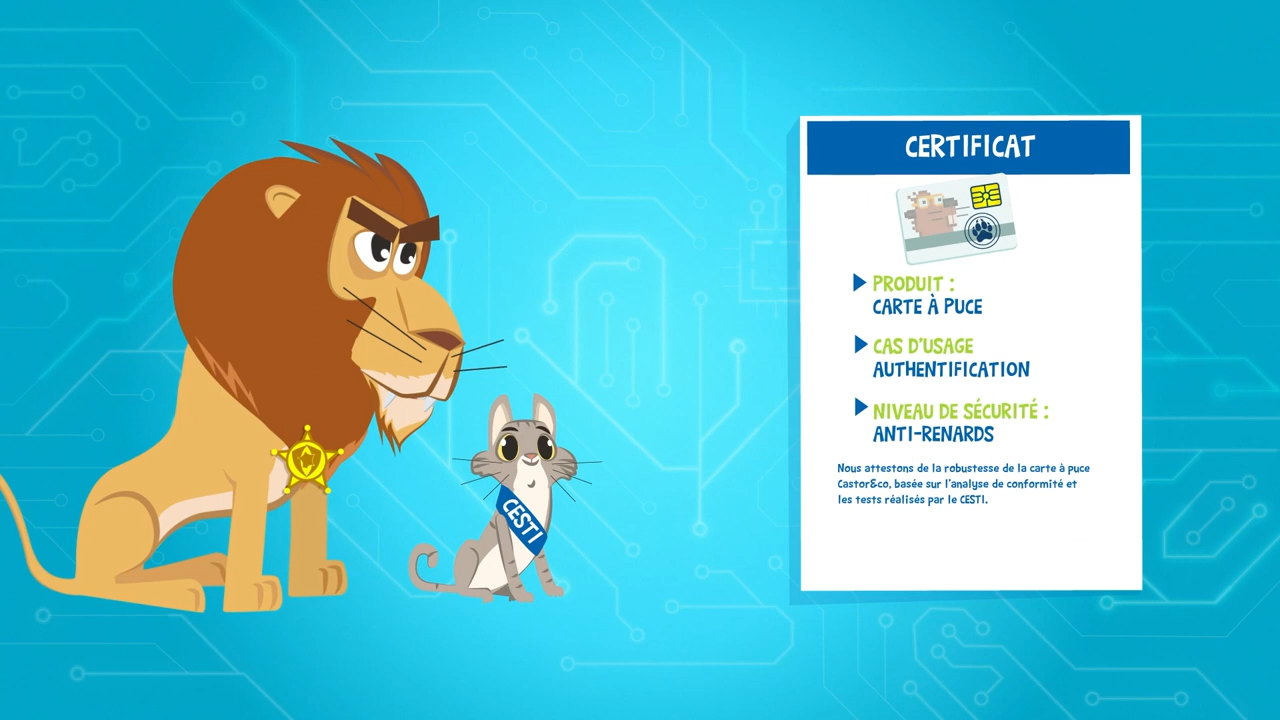 CERTIFICAT
PRODUIT :
CARTE À PUCE
CAS D'USAGE
AUTHENTIFICATION
NIVEAU DE SÉCURITÉ :
ANTI-RENARDS
Nous attestons de la robustesse de la carte à puce
Castor&co, basée sur l'analyse de conformité et
les tests réalisés par le CESTI.
CESTI